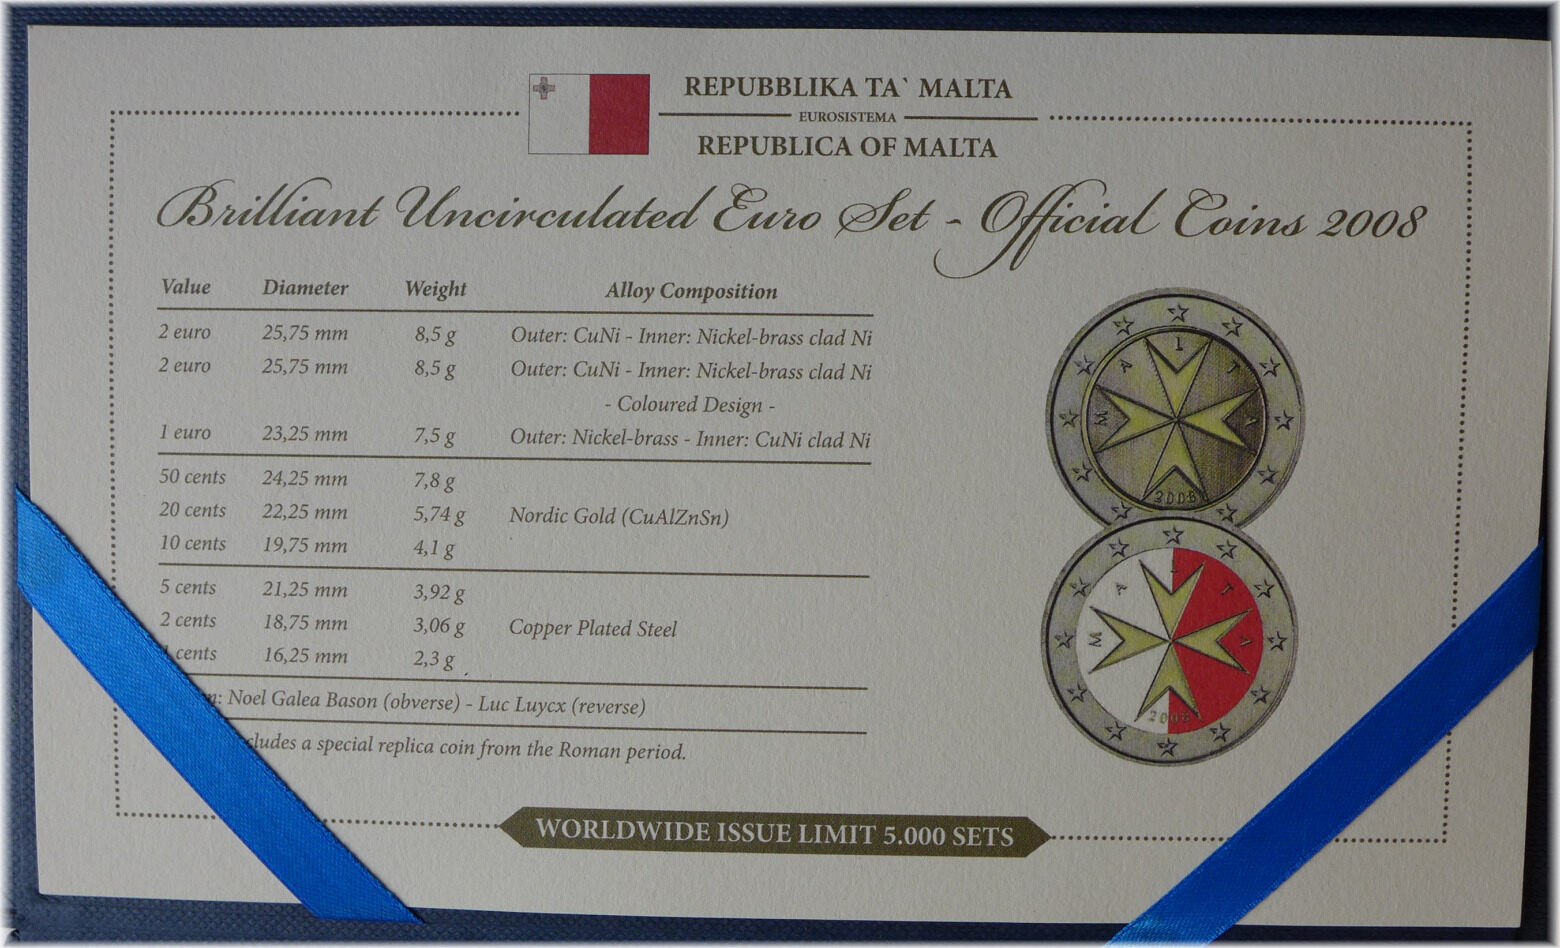 REPUBBLIKA TA` MALTA
EUROSISTEMA
REPUBLICA OF MALTA
Brilliant Uncirculated Euro Set - Official Coins 2008
Value Diameter Weight Alloy Composition
2 euro 25,75 mm 8,5 g Outer: CuNi - Inner: Nickel-brass clad Ni
2 euro 25,75 mm 8,5 g Outer: CuNi - Inner: Nickel-brass clad Ni
- Coloured Design -
1 euro 23,25 mm 7,5 g Outer: Nickel-brass - Inner: CuNi clad Ni
50 cents 24,25 mm 7,8 g
20 cents 22,25 mm 5,74 g Nordic Gold (CuAlZnSn)
10 cents 19,75 mm 4,1 g
5 cents 21,25 mm 3,92 g
2 cents 18,75 mm 3,06 g Copper Plated Steel
cents 16,25 mm 2,3 g
Noel Galea Bason (obverse) - Luc Luycx (reverse)
a special replica coin from the Roman period.
MALTA
2008
MALTA
2008
WORLDWIDE ISSUE LIMIT 5.000 SETS